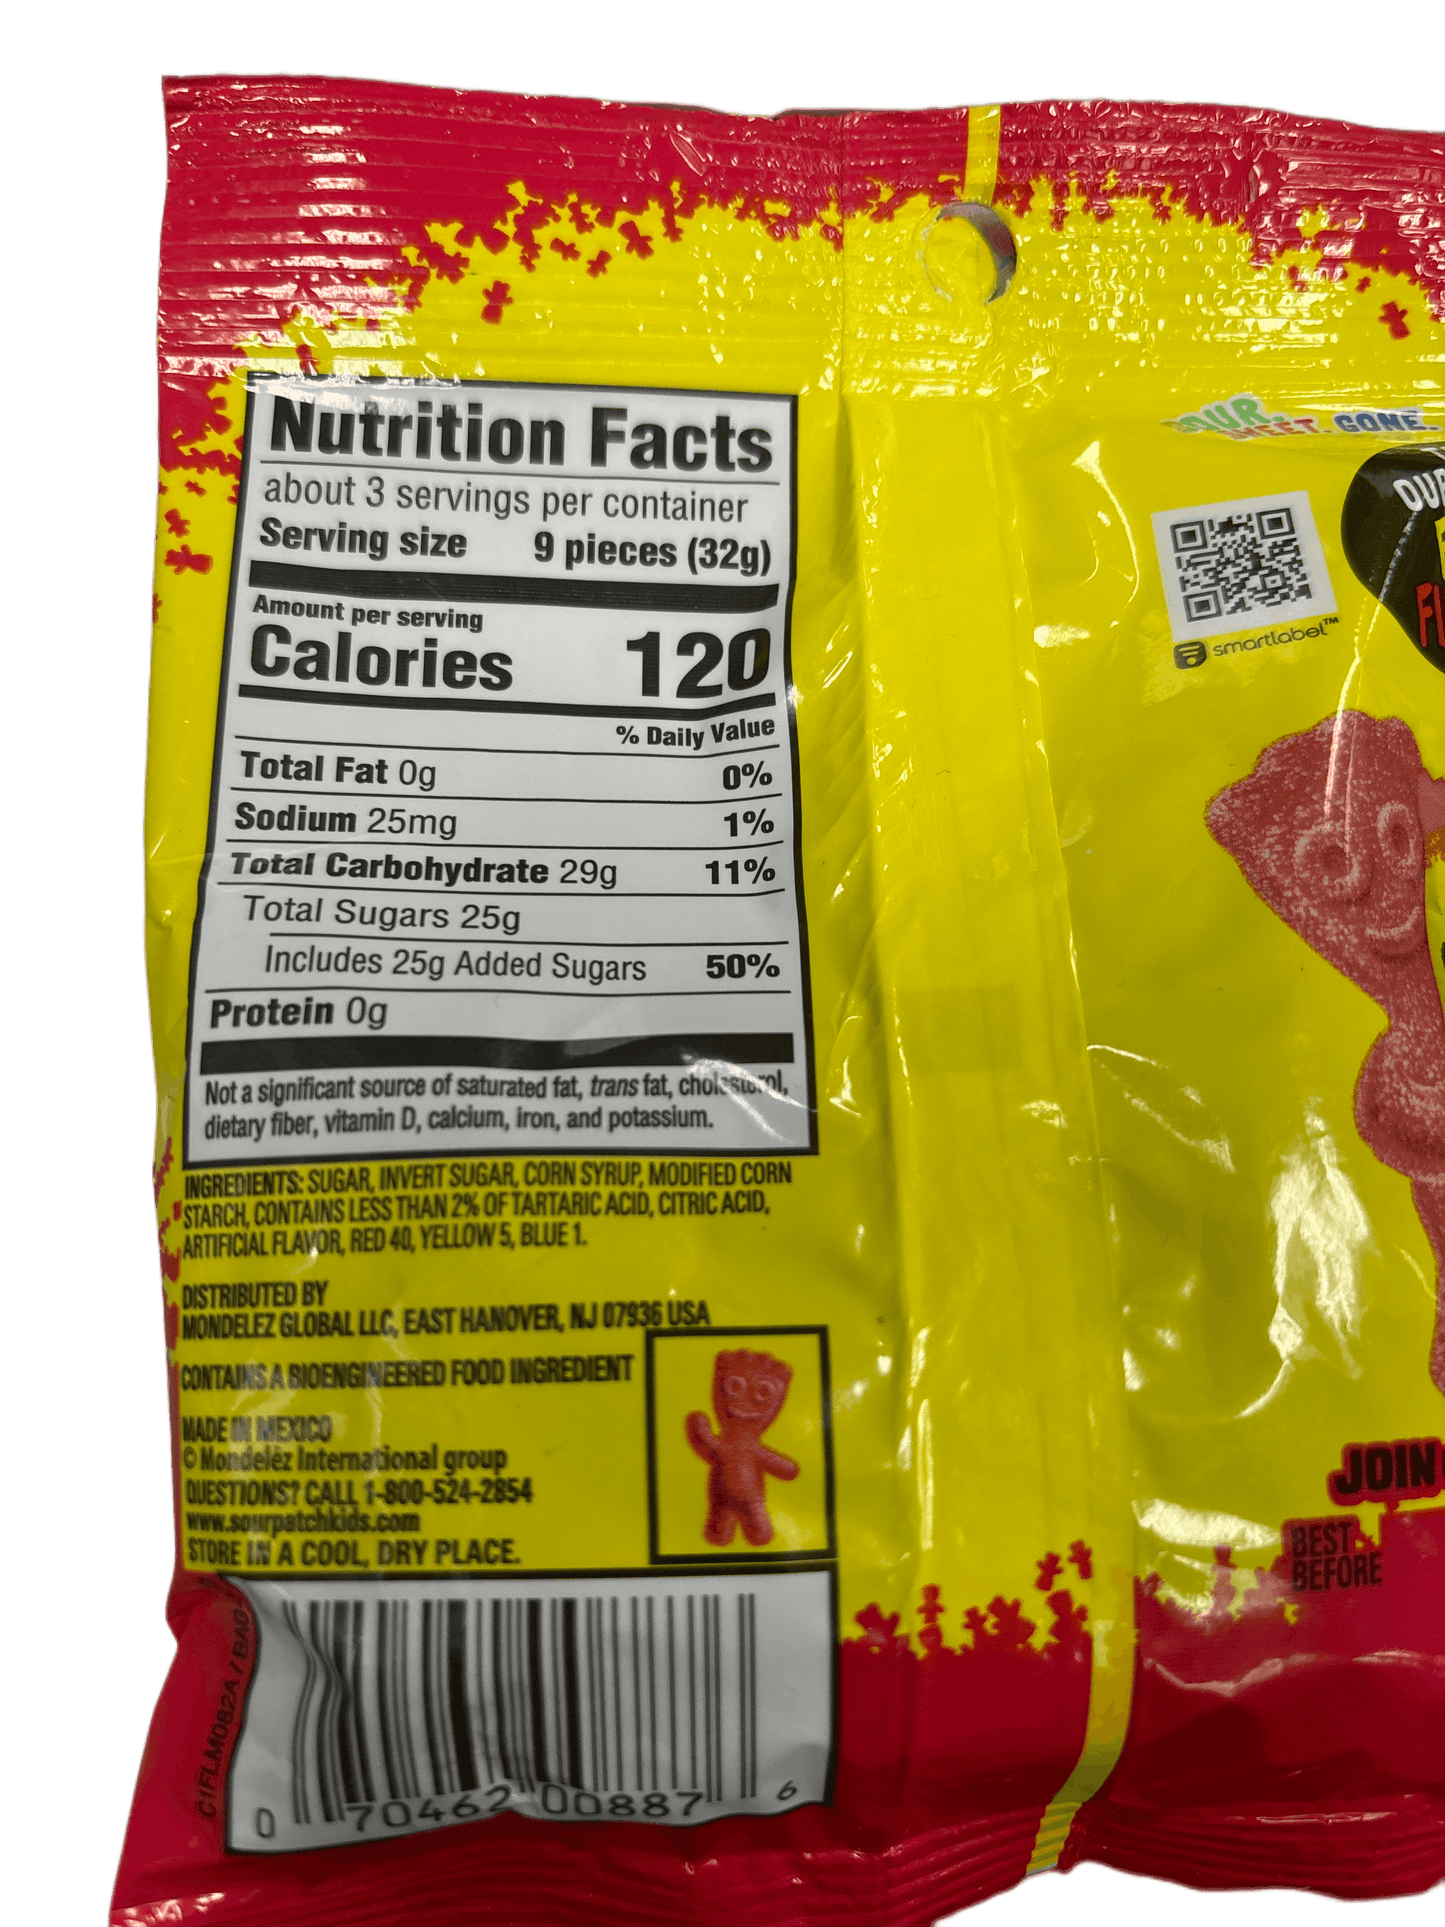 Nutrition Facts
about 3 servings per container
Serving size 9 pieces (32g)
Amount per serving
Calories 120
% Daily Value
Total Fat 0g 0%
Sodium 25mg 1%
Total Carbohydrate 29g 11%
Total Sugars 25g
Includes 25g Added Sugars 50%
Protein 0g
Not a significant source of saturated fat, trans fat, cholesterol,
dietary fiber, vitamin D, calcium, iron, and potassium.
INGREDIENTS: SUGAR, INVERT SUGAR, CORN SYRUP, MODIFIED CORN
STARCH, CONTAINS LESS THAN 2% OF TARTARIC ACID, CITRIC ACID,
ARTIFICIAL FLAVOR, RED 40, YELLOW 5, BLUE 1.
DISTRIBUTED BY
MONDELEZ GLOBAL LLC, EAST HANOVER, NJ 07936 USA
CONTAINS A BIOENGINEERED FOOD INGREDIENT
MADE IN MEXICO
© Mondelēz International group
QUESTIONS? CALL 1-800-524-2854
www.sourpatchkids.com
STORE IN A COOL, DRY PLACE.
C1FLM082A / BAG
0 70462 00887 6
GONE.
smartlabel™
JOIN
BEST
BEFORE